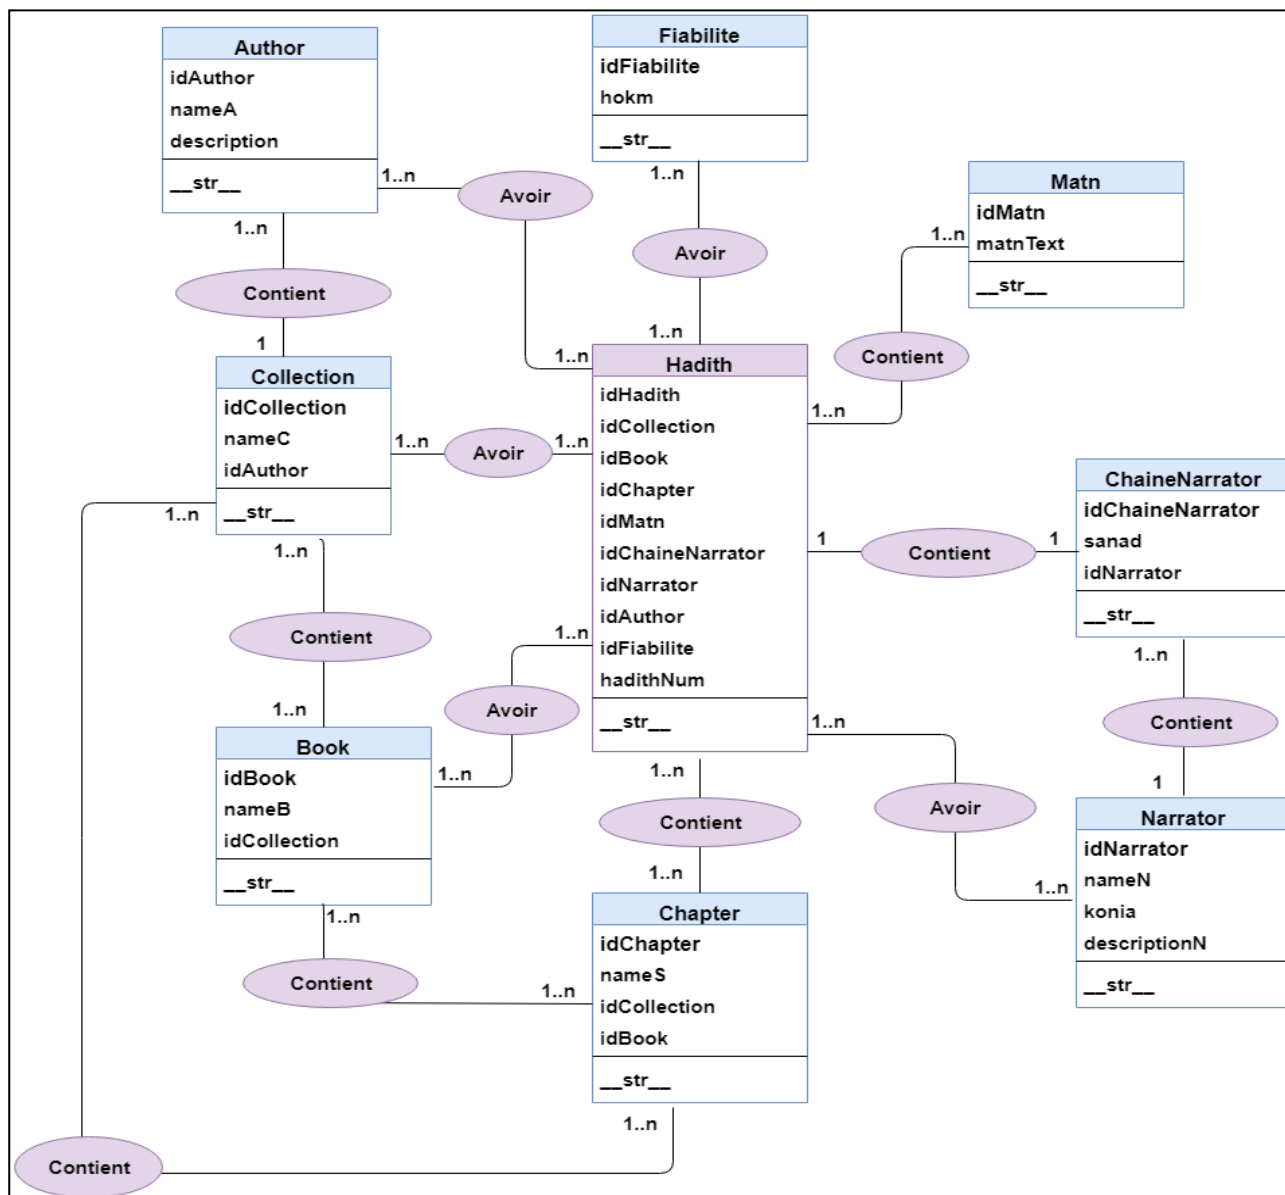 Author
idAuthor
nameA
description
__str__
1..n
1..n
Avoir
1..n
Fiabilite
idFiabilite
hokm
__str__
1..n
Avoir
1..n
Matn
idMatn
matnText
__str__
1..n
Contient
1..n
Contient
1
Collection
idCollection
nameC
idAuthor
__str__
1..n
Avoir
1..n
1..n
1..n
Contient
1..n
Hadith
idHadith
idCollection
idBook
idChapter
idMatn
idChaineNarrator
idNarrator
idAuthor
idFiabilite
hadithNum
__str__
1
Contient
1
ChaineNarrator
idChaineNarrator
sanad
idNarrator
__str__
1..n
Contient
1
1..n
Avoir
1..n
Book
idBook
nameB
idCollection
__str__
1..n
Contient
1..n
1..n
Avoir
1..n
Narrator
idNarrator
nameN
konia
descriptionN
__str__
1..n
Contient
1..n
Chapter
idChapter
nameS
idCollection
idBook
__str__
1..n
Contient